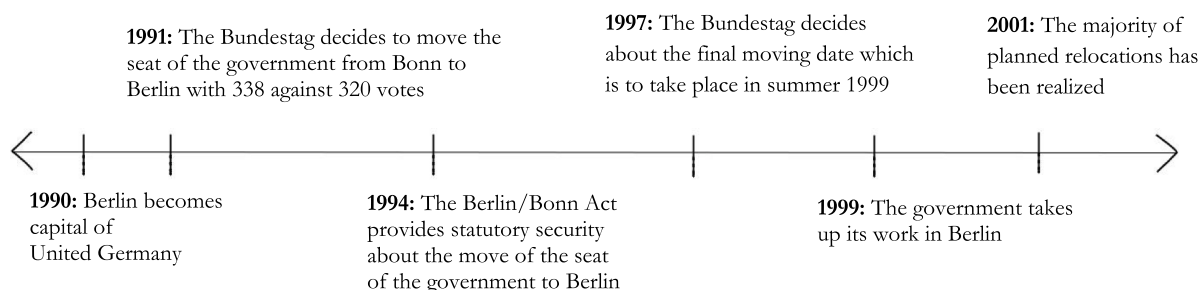 1991: The Bundestag decides to move the
seat of the government from Bonn to
Berlin with 338 against 320 votes
1997: The Bundestag decides
about the final moving date which
is to take place in summer 1999
2001: The majority of
planned relocations has
been realized
1990: Berlin becomes
capital of
United Germany
1994: The Berlin/Bonn Act
provides statutory security
about the move of the seat
of the government to Berlin
1999: The government takes
up its work in Berlin